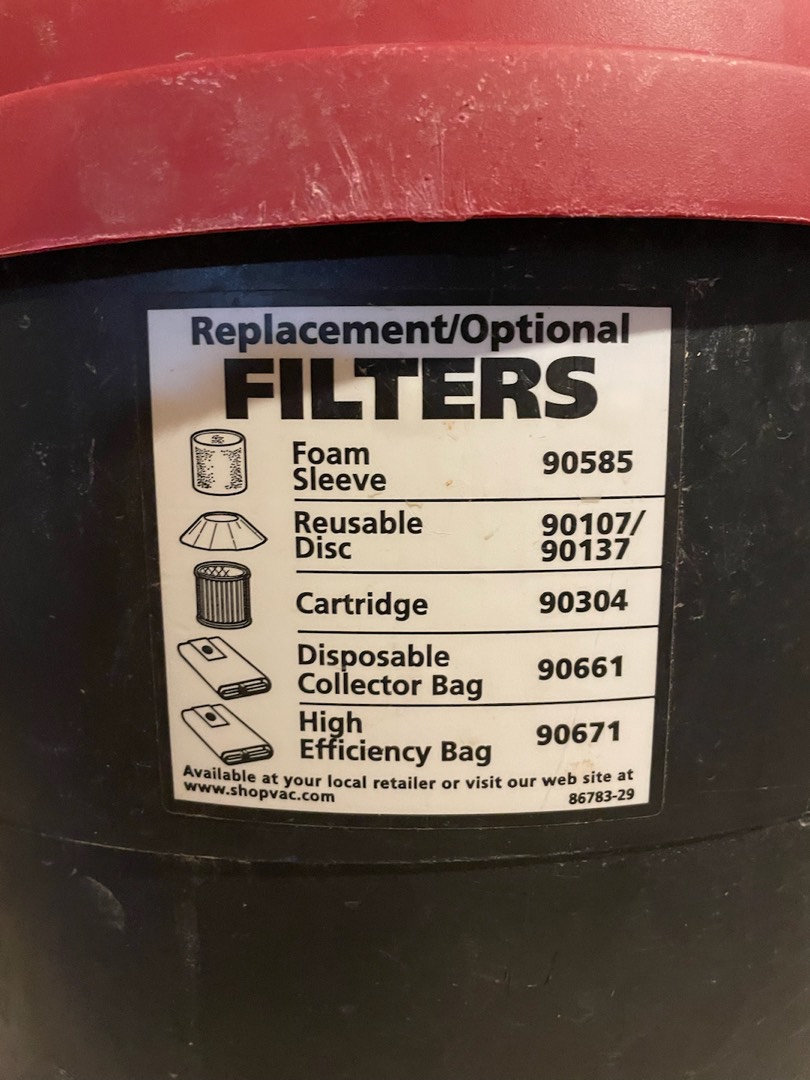 Replacement/Optional
FILTERS
Foam
Sleeve 90585
Reusable 90107/
Disc 90137
Cartridge 90304
Disposable
Collector Bag 90661
High
Efficiency Bag 90671
Available at your local retailer or visit our web site at
www.shopvac.com 86783-29